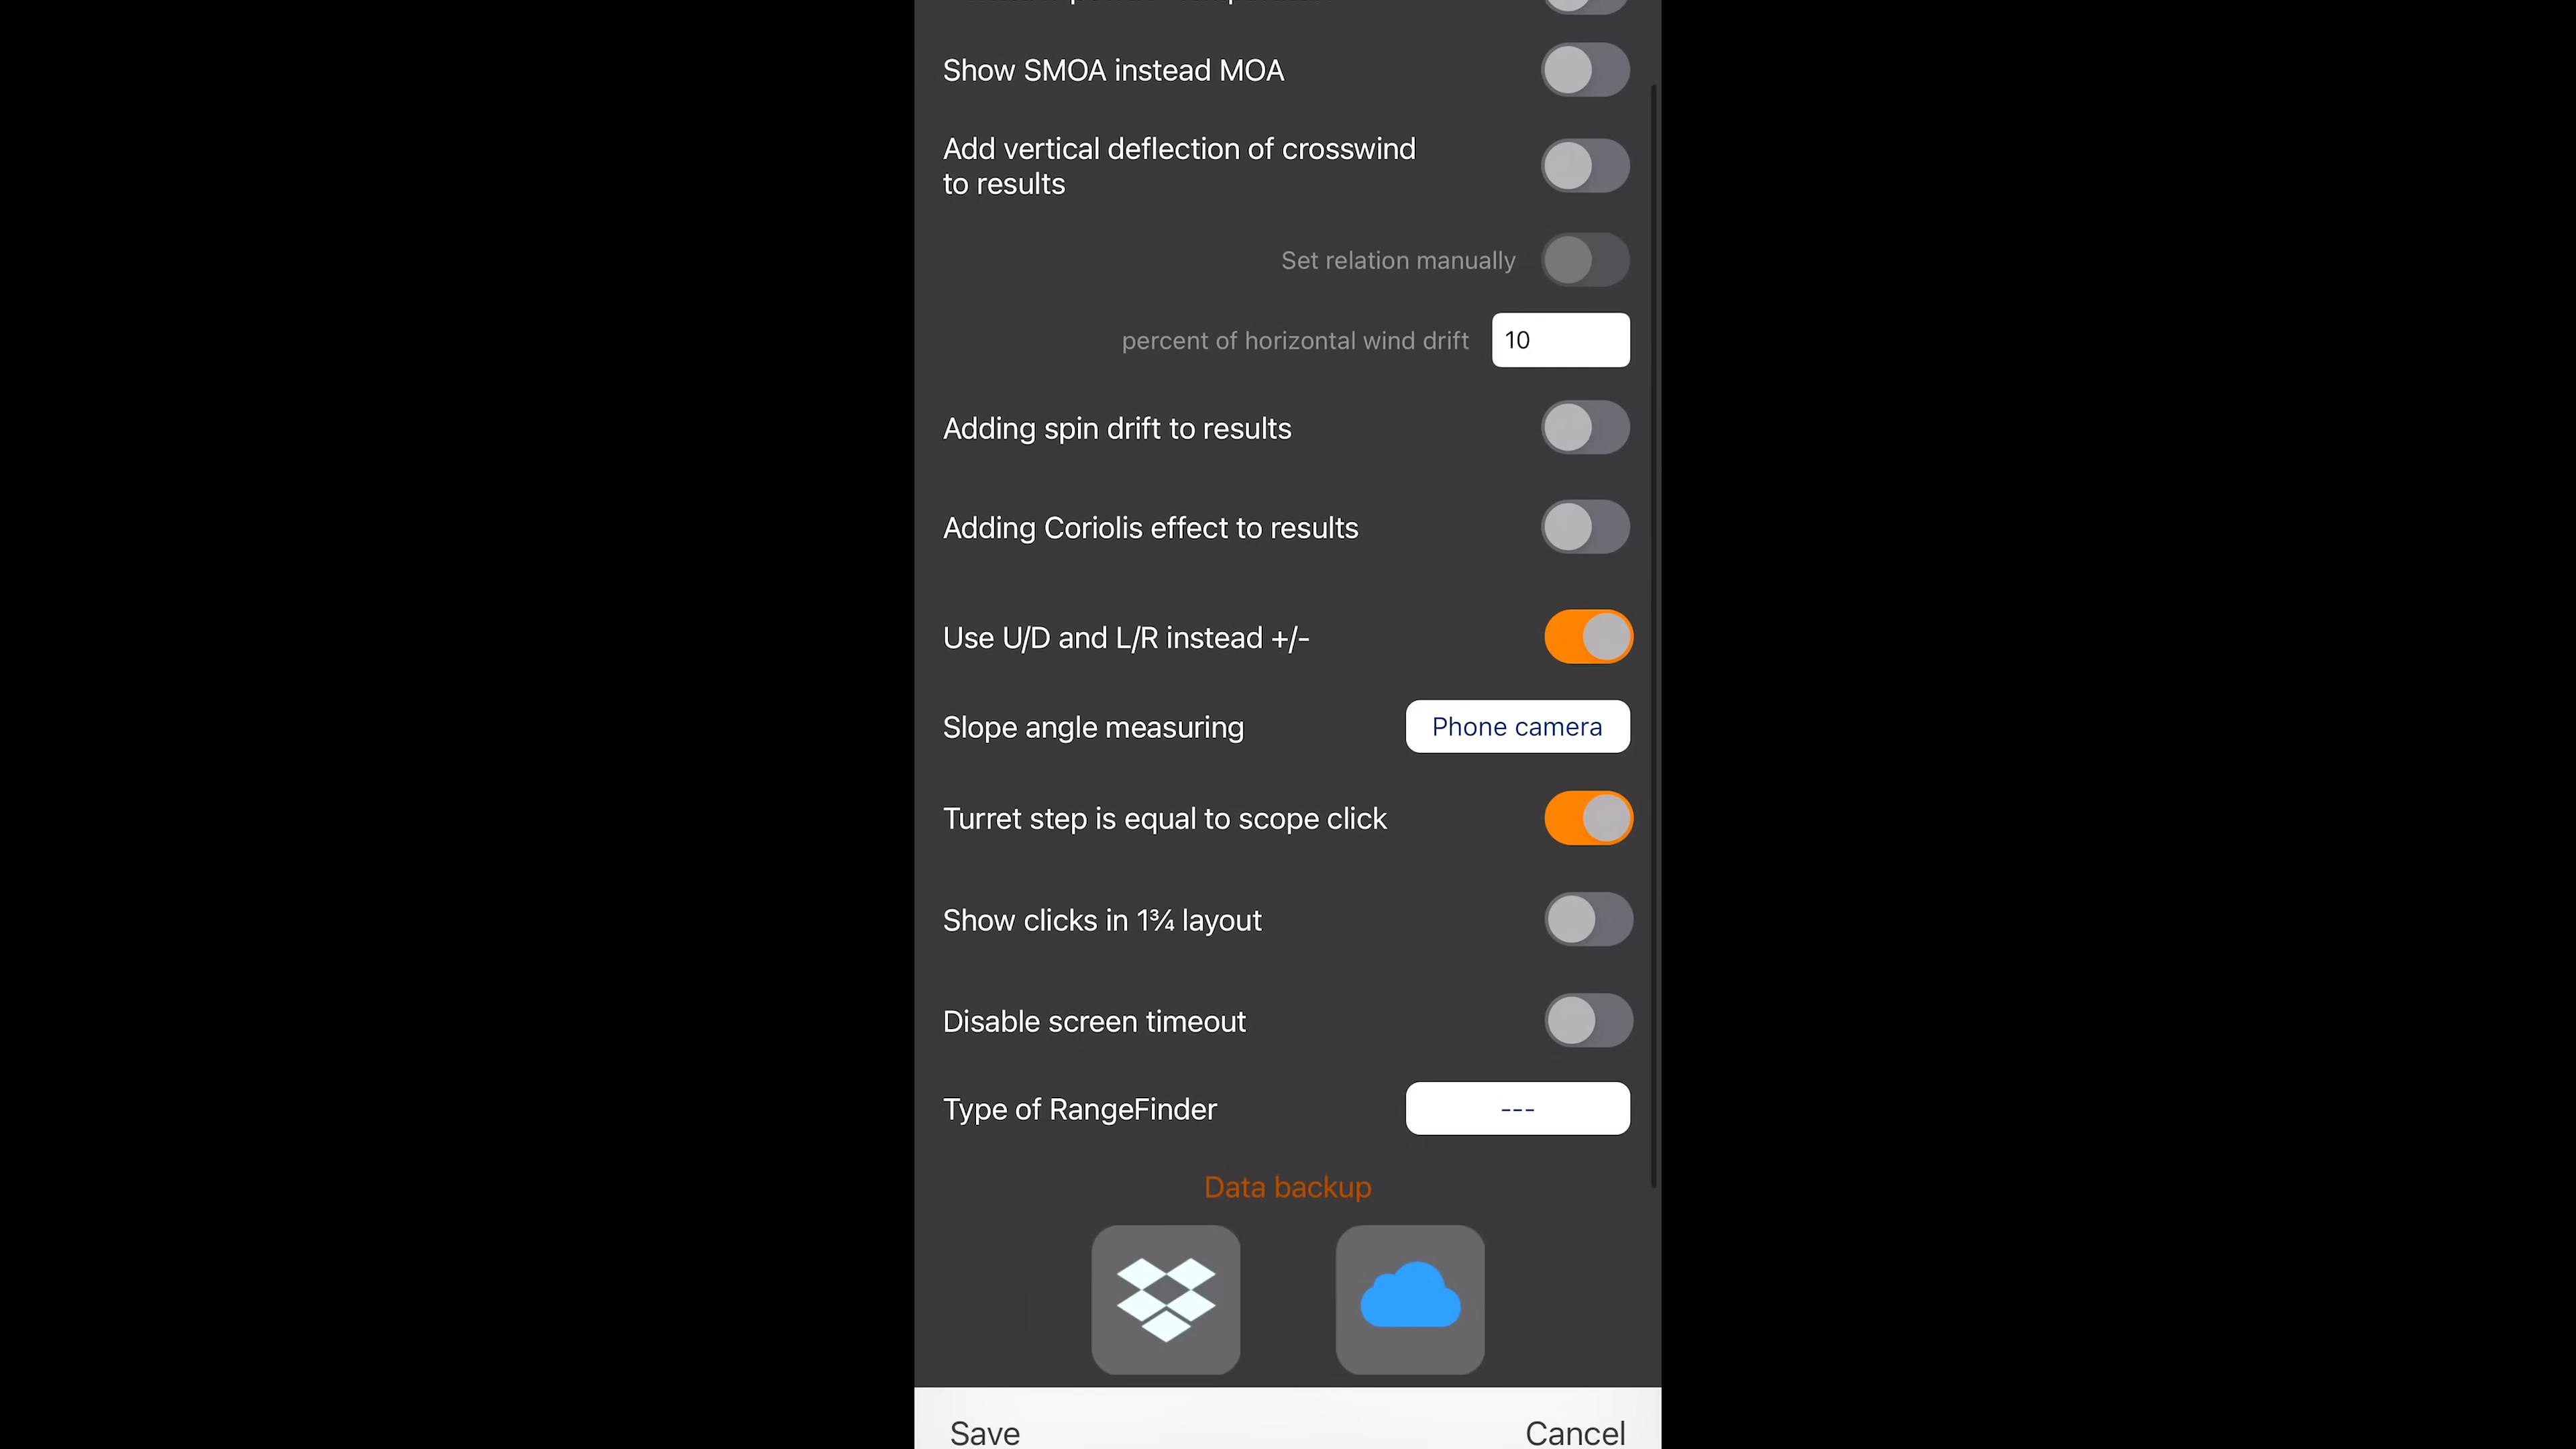 Show SMOA instead MOA
Add vertical deflection of crosswind
to results
Set relation manually
percent of horizontal wind drift
10
Adding spin drift to results
Adding Coriolis effect to results
Use U/D and L/R instead +/-
Slope angle measuring
Phone camera
Turret step is equal to scope click
Show clicks in 1¾ layout
Disable screen timeout
Type of RangeFinder
---
Data backup
Save
Cancel